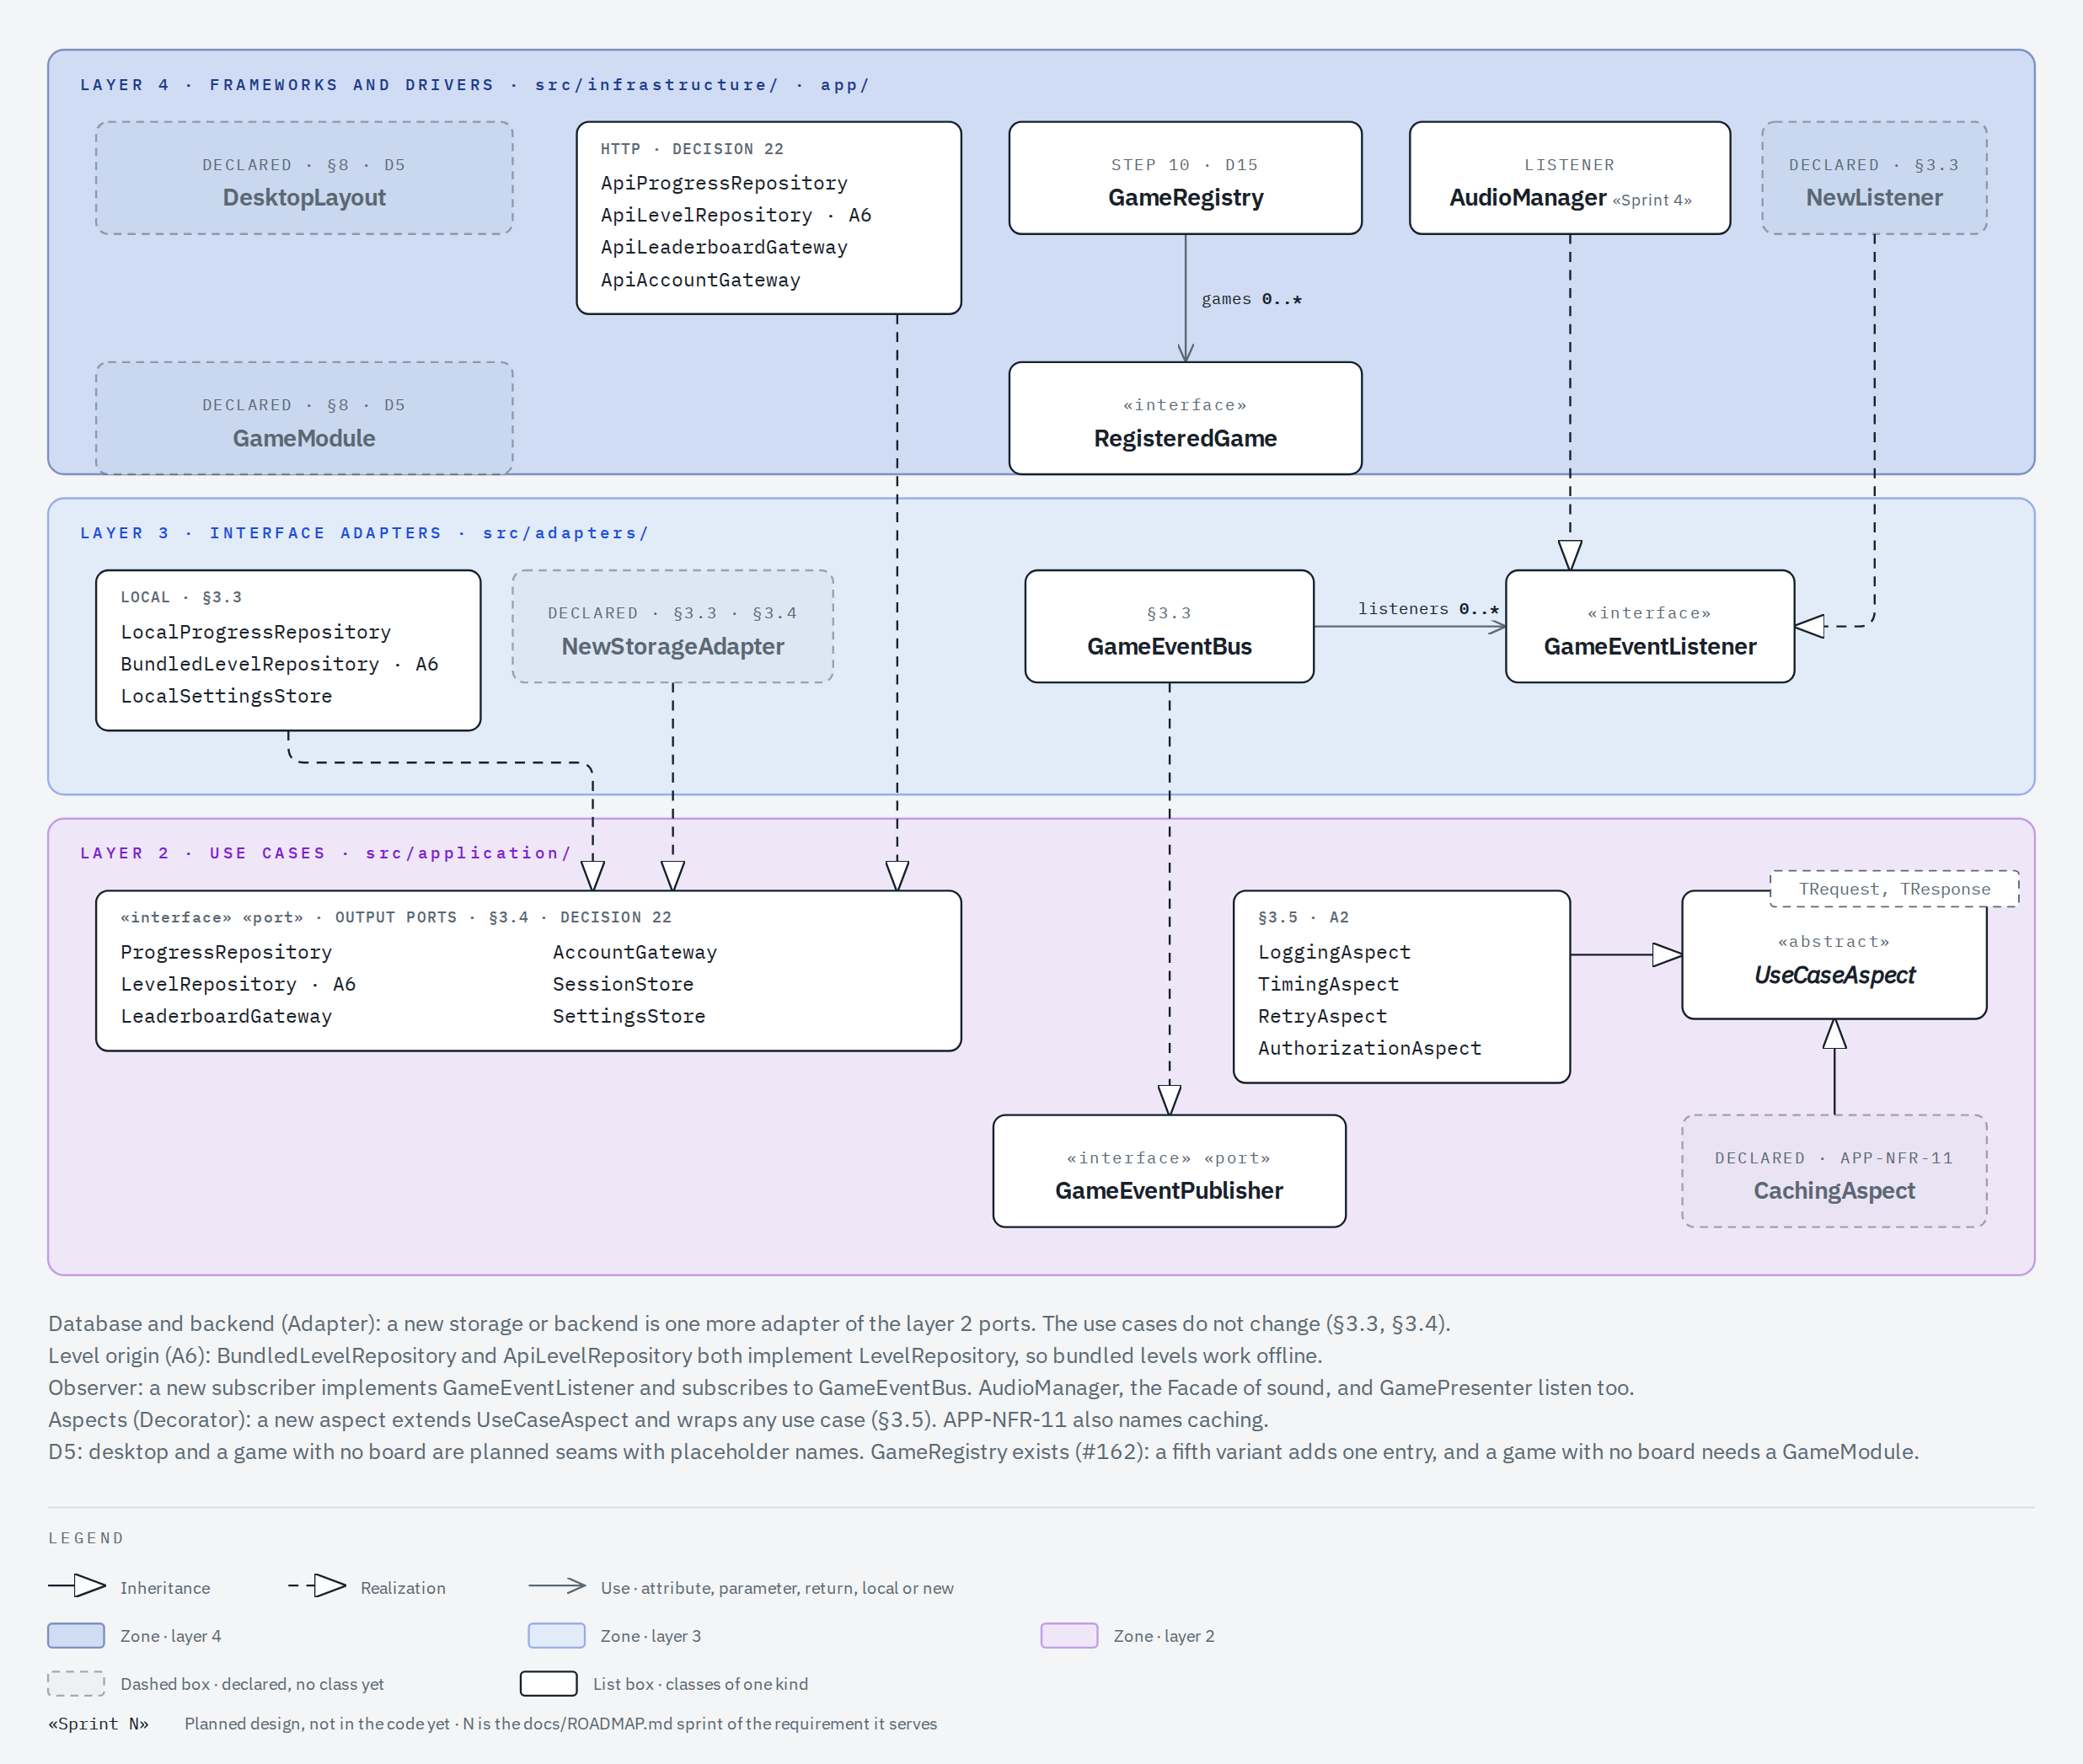 LAYER 4 · FRAMEWORKS AND DRIVERS · src/infrastructure/ · app/
DECLARED · §8 · D5
DesktopLayout
HTTP · DECISION 22
ApiProgressRepository
ApiLevelRepository · A6
ApiLeaderboardGateway
ApiAccountGateway
STEP 10 · D15
GameRegistry
LISTENER
AudioManager «Sprint 4»
DECLARED · §3.3
NewListener
games 0..*
DECLARED · §8 · D5
GameModule
«interface»
RegisteredGame
LAYER 3 · INTERFACE ADAPTERS · src/adapters/
LOCAL · §3.3
LocalProgressRepository
BundledLevelRepository · A6
LocalSettingsStore
DECLARED · §3.3 · §3.4
NewStorageAdapter
§3.3
GameEventBus
listeners 0..*
«interface»
GameEventListener
LAYER 2 · USE CASES · src/application/
«interface» «port» · OUTPUT PORTS · §3.4 · DECISION 22
ProgressRepository
LevelRepository · A6
LeaderboardGateway
AccountGateway
SessionStore
SettingsStore
§3.5 · A2
LoggingAspect
TimingAspect
RetryAspect
AuthorizationAspect
TRequest, TResponse
«abstract»
UseCaseAspect
«interface» «port»
GameEventPublisher
DECLARED · APP-NFR-11
CachingAspect
Database and backend (Adapter): a new storage or backend is one more adapter of the layer 2 ports. The use cases do not change (§3.3, §3.4).
Level origin (A6): BundledLevelRepository and ApiLevelRepository both implement LevelRepository, so bundled levels work offline.
Observer: a new subscriber implements GameEventListener and subscribes to GameEventBus. AudioManager, the Facade of sound, and GamePresenter listen too.
Aspects (Decorator): a new aspect extends UseCaseAspect and wraps any use case (§3.5). APP-NFR-11 also names caching.
D5: desktop and a game with no board are planned seams with placeholder names. GameRegistry exists (#162): a fifth variant adds one entry, and a game with no board needs a GameModule.
LEGEND
Inheritance
Realization
Use · attribute, parameter, return, local or new
Zone · layer 4
Zone · layer 3
Zone · layer 2
Dashed box · declared, no class yet
List box · classes of one kind
«Sprint N» Planned design, not in the code yet · N is the docs/ROADMAP.md sprint of the requirement it serves